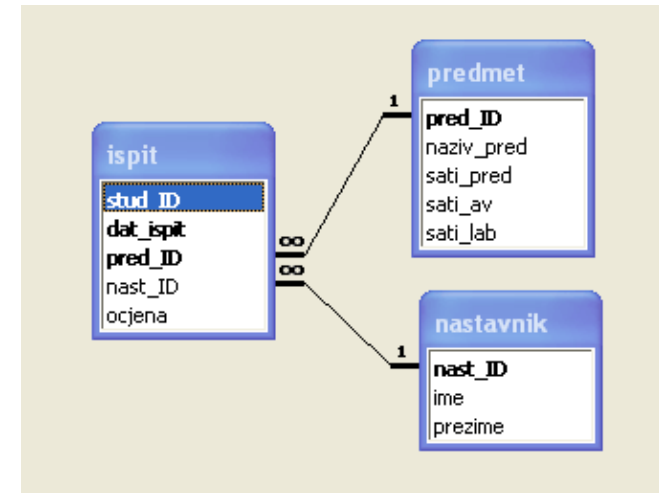 ispit
stud_ID
dat_ispit
pred_ID
nast_ID
ocjena
∞
∞
1
predmet
pred_ID
naziv_pred
sati_pred
sati_av
sati_lab
1
nastavnik
nast_ID
ime
prezime